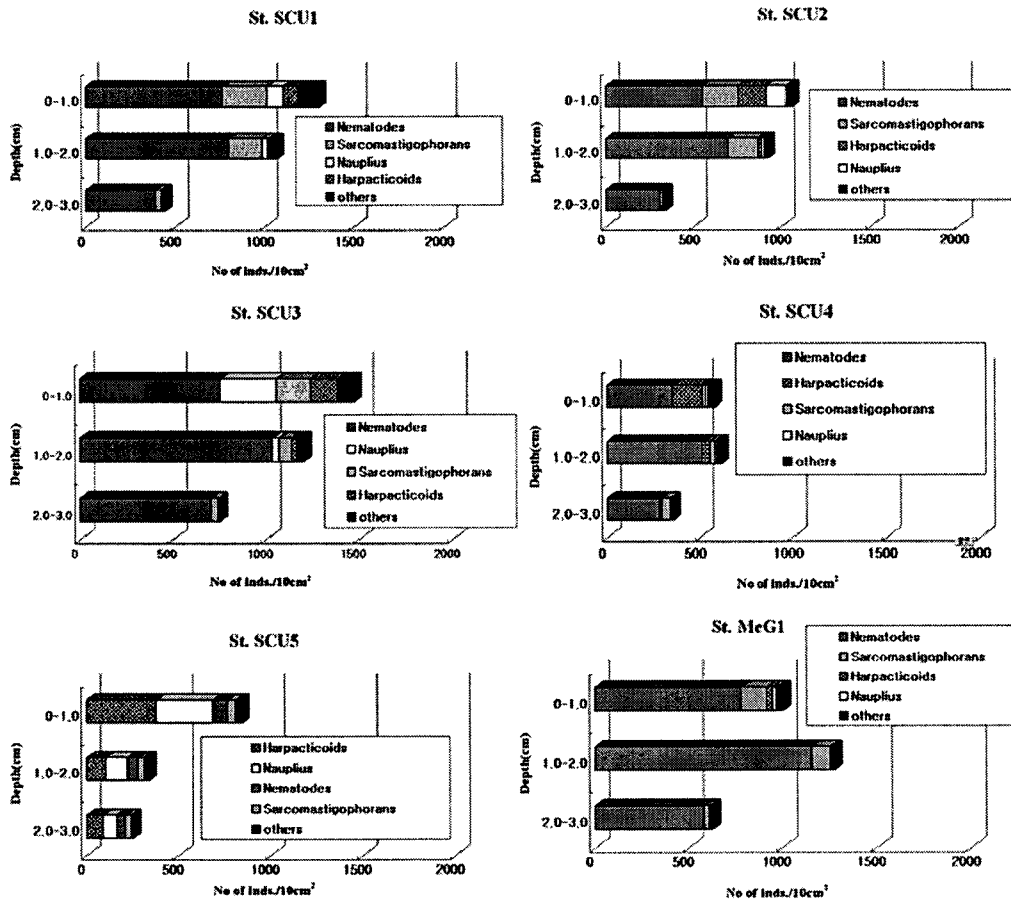 St. SCU1
Depth(cm)
0-1.0
1.0-2.0
2.0-3.0
Nematodes
Sarcomastigophorans
Nauplius
Harpacticoids
others
0 500 1000 1500 2000
No of Inds./10cm²
St. SCU2
Depth(cm)
0-1.0
1.0-2.0
2.0-3.0
Nematodes
Sarcomastigophorans
Harpacticoids
Nauplius
others
0 500 1000 1500 2000
No of Inds./10cm²
St. SCU3
Depth(cm)
0-1.0
1.0-2.0
2.0-3.0
Nematodes
Nauplius
Sarcomastigophorans
Harpacticoids
others
0 500 1000 1500 2000
No of Inds./10cm²
St. SCU4
Depth(cm)
0-1.0
1.0-2.0
2.0-3.0
Nematodes
Harpacticoids
Sarcomastigophorans
Nauplius
others
0 500 1000 1500 2000
No of Inds./10cm²
St. SCU5
Depth(cm)
0-1.0
1.0-2.0
2.0-3.0
Harpacticoids
Nauplius
Nematodes
Sarcomastigophorans
others
0 500 1000 1500 2000
No of Inds./10cm²
St. McG1
Depth(cm)
0-1.0
1.0-2.0
2.0-3.0
Nematodes
Sarcomastigophorans
Harpacticoids
Nauplius
others
0 500 1000 1500 2000
No of Inds./10cm²